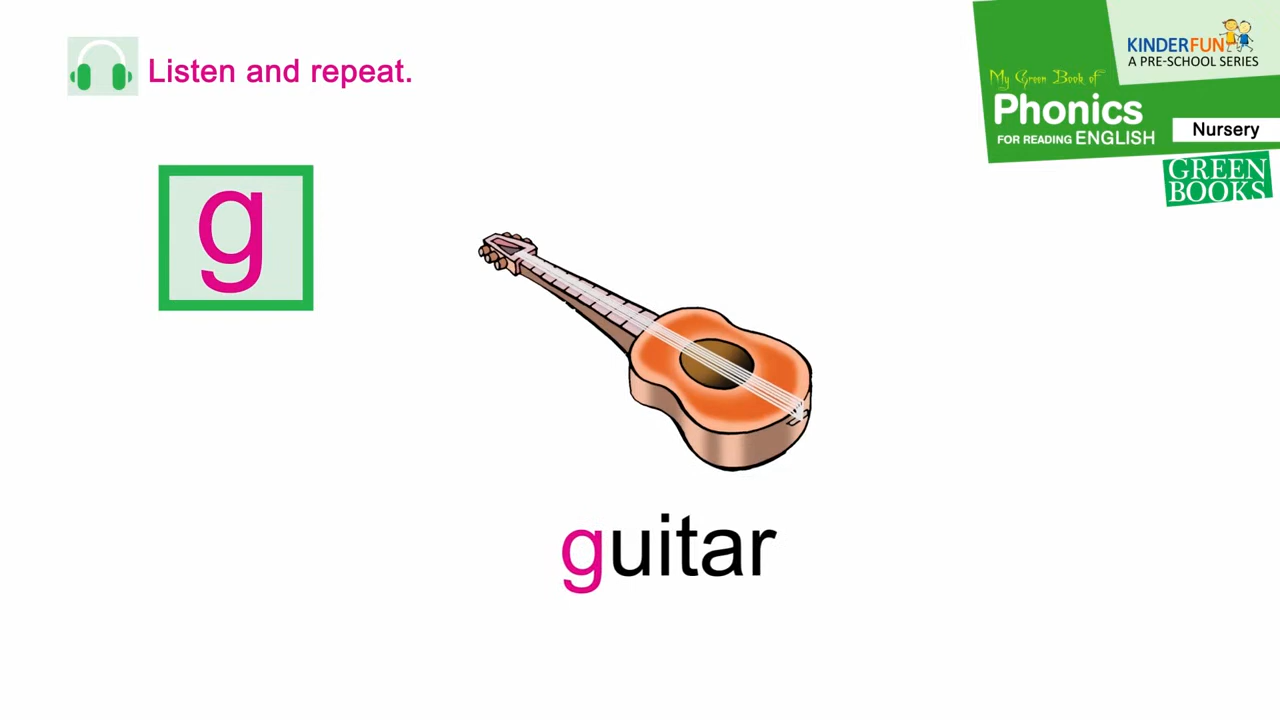 Listen and repeat.
KINDERFUN
A PRE-SCHOOL SERIES
My Green Book of
Phonics
FOR READING ENGLISH
Nursery
GREEN
BOOKS
g
guitar